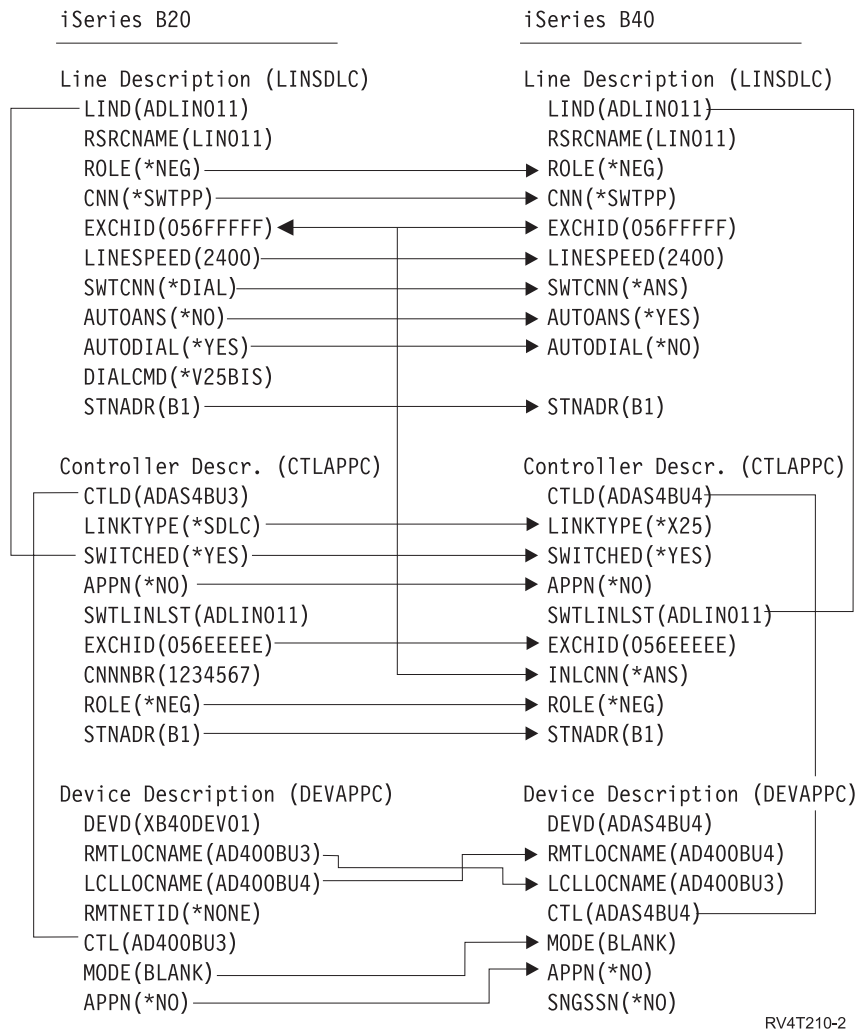 iSeries B20
Line Description (LINSDLC)
LIND(ADLIN011)
RSRCNAME(LIN011)
ROLE(*NEG)
CNN(*SWTPP)
EXCHID(056FFFFF)
LINESPEED(2400)
SWTCNN(*DIAL)
AUTOANS(*NO)
AUTODIAL(*YES)
DIALCMD(*V25BIS)
STNADR(B1)
Controller Descr. (CTLAPPC)
CTLD(ADAS4BU3)
LINKTYPE(*SDLC)
SWITCHED(*YES)
APPN(*NO)
SWTLINLST(ADLIN011)
EXCHID(056EEEEE)
CNNNBR(1234567)
ROLE(*NEG)
STNADR(B1)
Device Description (DEVAPPC)
DEVD(XB40DEV01)
RMTLOCNAME(AD400BU3)
LCLLOCNAME(AD400BU4)
RMTNETID(*NONE)
CTL(AD400BU3)
MODE(BLANK)
APPN(*NO)
iSeries B40
Line Description (LINSDLC)
LIND(ADLIN011)
RSRCNAME(LIN011)
ROLE(*NEG)
CNN(*SWTPP)
EXCHID(056FFFFF)
LINESPEED(2400)
SWTCNN(*ANS)
AUTOANS(*YES)
AUTODIAL(*NO)
STNADR(B1)
Controller Descr. (CTLAPPC)
CTLD(ADAS4BU4)
LINKTYPE(*X25)
SWITCHED(*YES)
APPN(*NO)
SWTLINLST(ADLIN011)
EXCHID(056EEEEE)
INLCNN(*ANS)
ROLE(*NEG)
STNADR(B1)
Device Description (DEVAPPC)
DEVD(ADAS4BU4)
RMTLOCNAME(AD400BU4)
LCLLOCNAME(AD400BU3)
CTL(ADAS4BU4)
MODE(BLANK)
APPN(*NO)
SNGSSN(*NO)
RV4T210-2